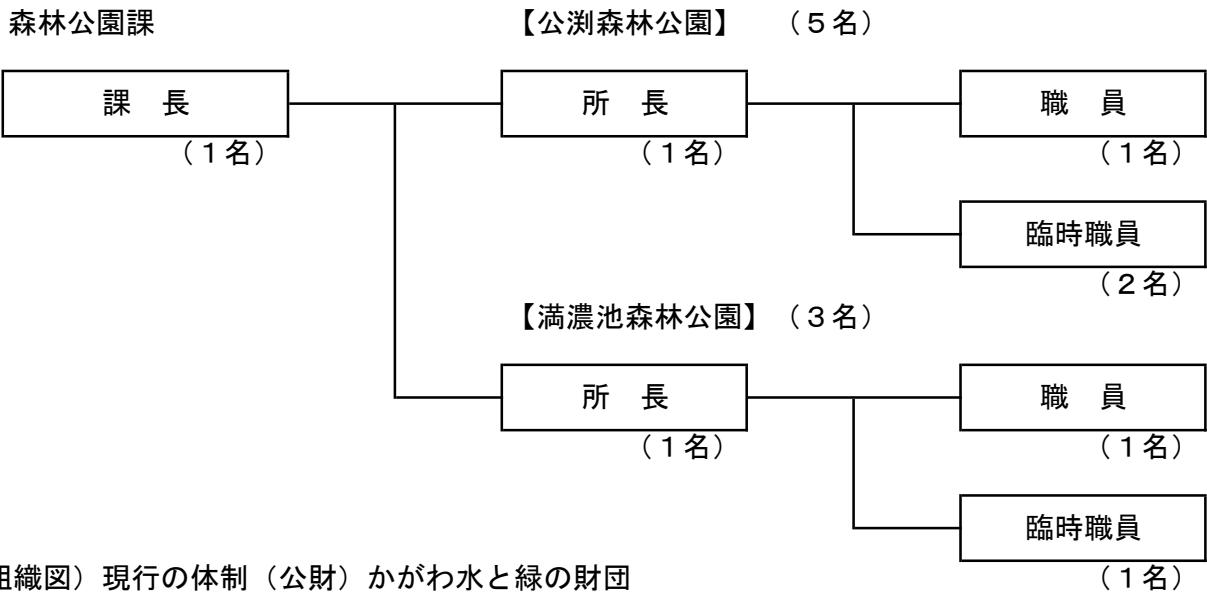 森林公園課
【公渕森林公園】 （５名）
課 長
所 長
職 員
（１名）
（１名）
（１名）
臨時職員
（２名）
【満濃池森林公園】（３名）
所 長
職 員
（１名）
（１名）
臨時職員
（１名）
組織図）現行の体制（公財）かがわ水と緑の財団